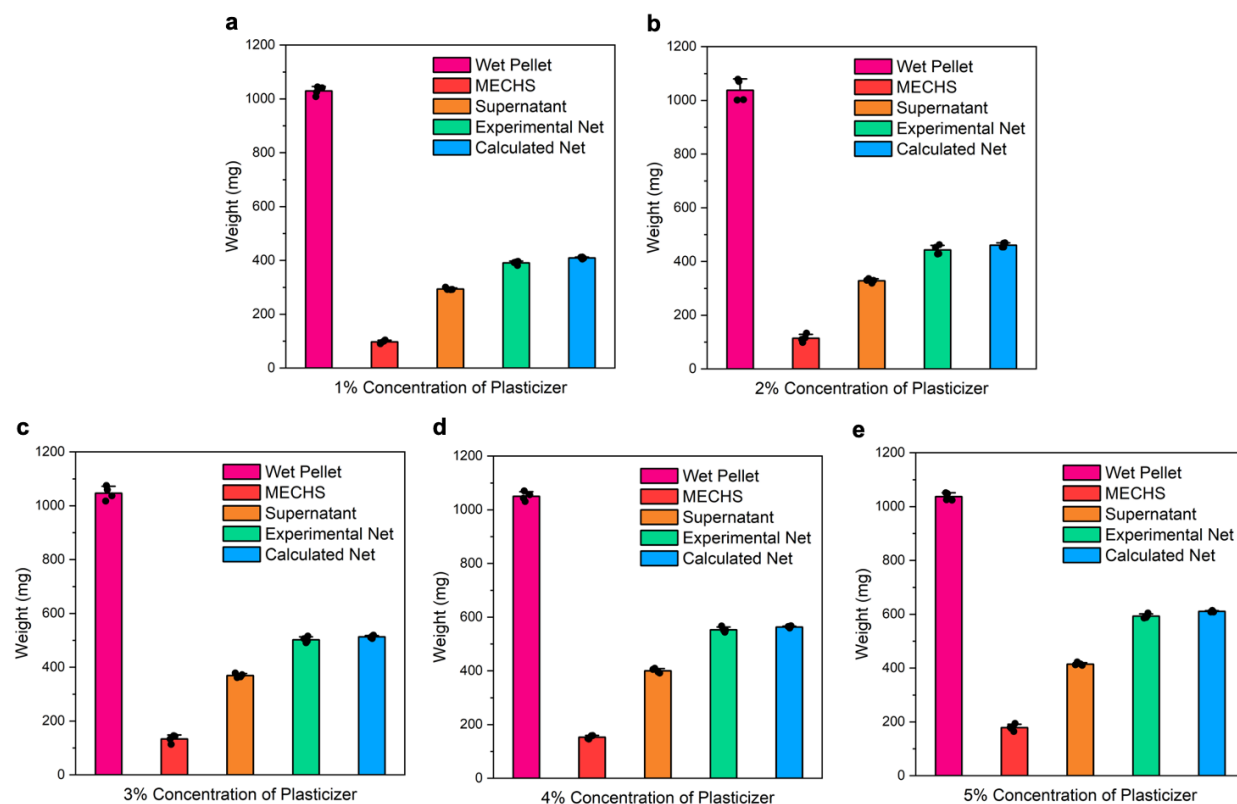 a
1200
1000
800
600
400
200
0
Weight (mg)
Wet Pellet
MECHS
Supernatant
Experimental Net
Calculated Net
1% Concentration of Plasticizer
b
1200
1000
800
600
400
200
0
Weight (mg)
Wet Pellet
MECHS
Supernatant
Experimental Net
Calculated Net
2% Concentration of Plasticizer
c
1200
1000
800
600
400
200
0
Weight (mg)
Wet Pellet
MECHS
Supernatant
Experimental Net
Calculated Net
3% Concentration of Plasticizer
d
1200
1000
800
600
400
200
0
Weight (mg)
Wet Pellet
MECHS
Supernatant
Experimental Net
Calculated Net
4% Concentration of Plasticizer
e
1200
1000
800
600
400
200
0
Weight (mg)
Wet Pellet
MECHS
Supernatant
Experimental Net
Calculated Net
5% Concentration of Plasticizer